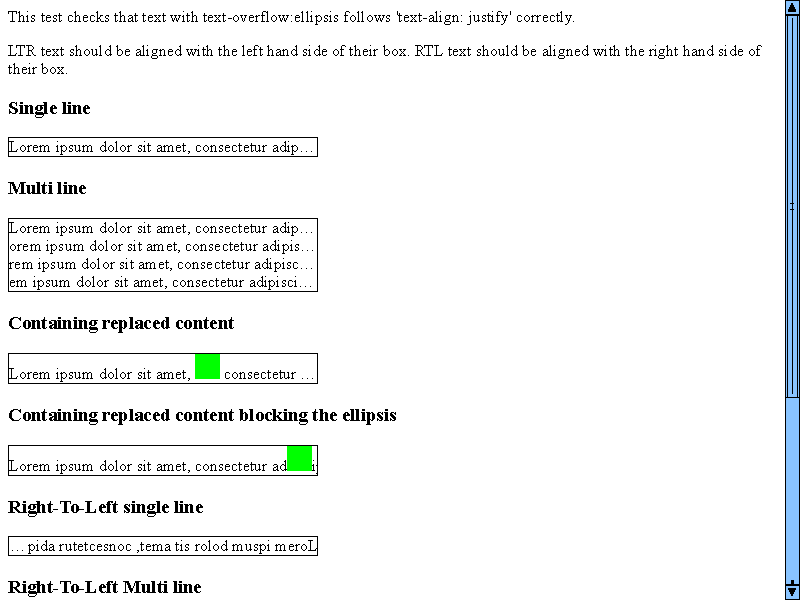 This test checks that text with text-overflow:ellipsis follows 'text-align: justify' correctly.
LTR text should be aligned with the left hand side of their box. RTL text should be aligned with the right hand side of
their box.
Single line
Lorem ipsum dolor sit amet, consectetur adip…
Multi line
Lorem ipsum dolor sit amet, consectetur adip…
orem ipsum dolor sit amet, consectetur adipis…
rem ipsum dolor sit amet, consectetur adipisc…
em ipsum dolor sit amet, consectetur adipisci…
Containing replaced content
Lorem ipsum dolor sit amet, consectetur …
Containing replaced content blocking the ellipsis
Lorem ipsum dolor sit amet, consectetur ad
Right-To-Left single line
… pida rutetcesnoc ,tema tis rolod muspi meroL
Right-To-Left Multi line